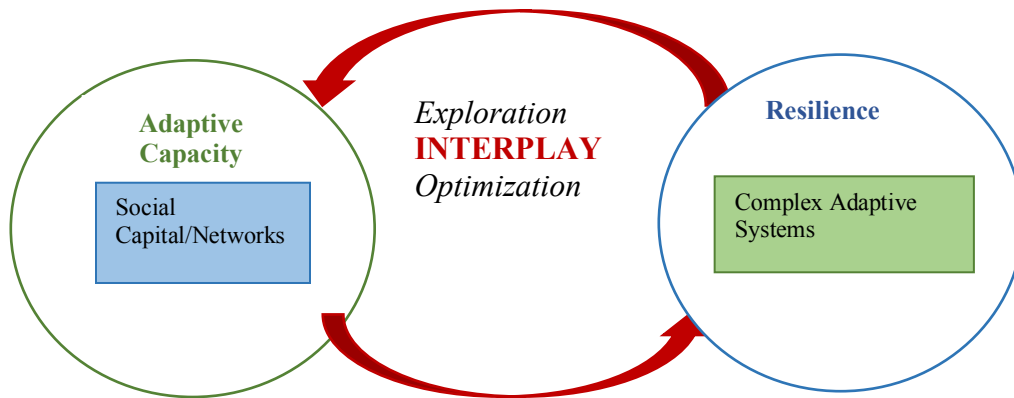 Adaptive
Capacity
Social
Capital/Networks
Exploration
INTERPLAY
Optimization
Resilience
Complex Adaptive
Systems